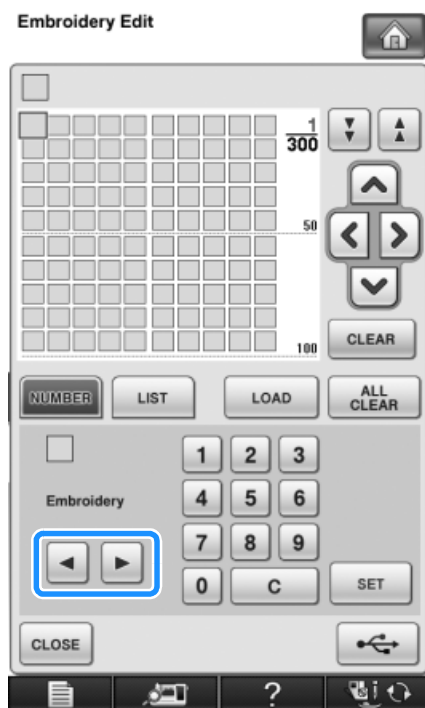 Embroidery Edit
1
300
50
100
CLEAR
NUMBER LIST LOAD ALL CLEAR
1 2 3
Embroidery
4 5 6
7 8 9
0 C SET
CLOSE
?